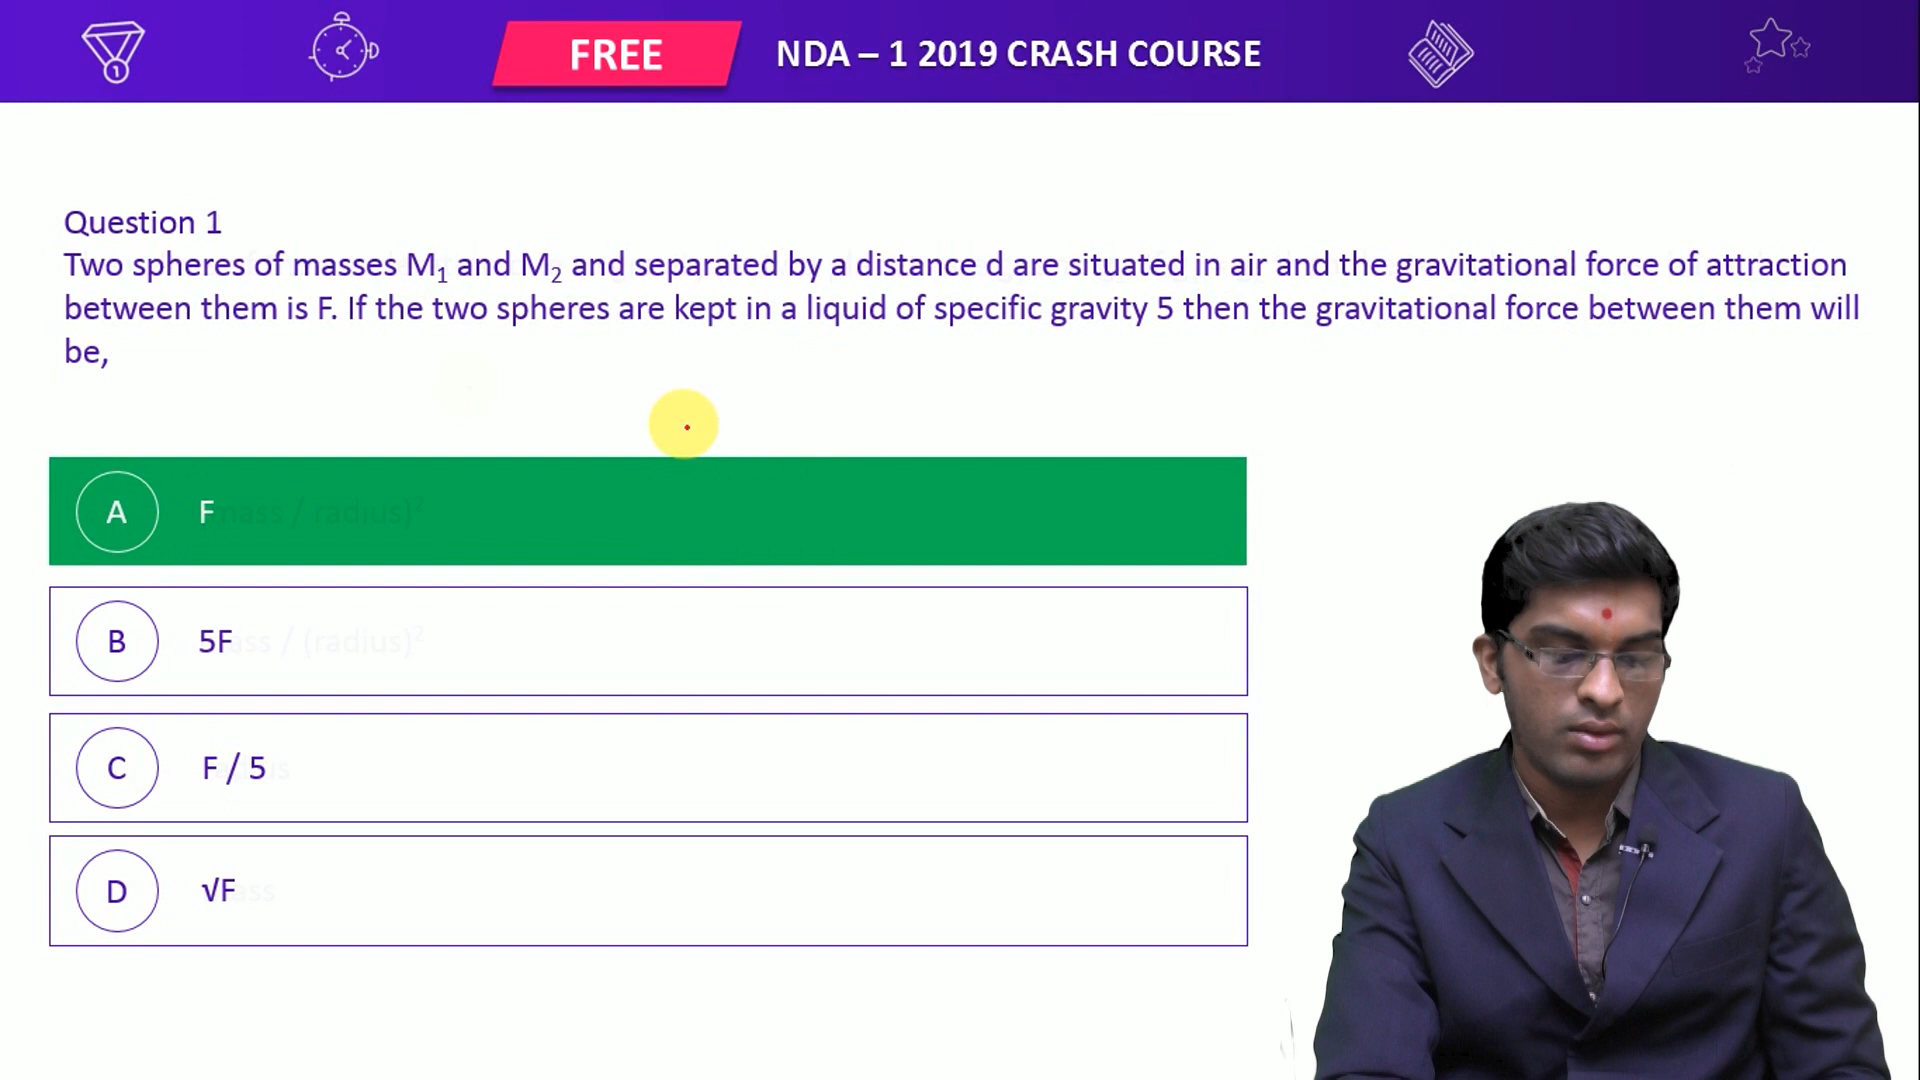 FREE
NDA – 1 2019 CRASH COURSE
Question 1
Two spheres of masses M₁ and M₂ and separated by a distance d are situated in air and the gravitational force of attraction
between them is F. If the two spheres are kept in a liquid of specific gravity 5 then the gravitational force between them will
be,
A F
B 5F
C F / 5
D √F